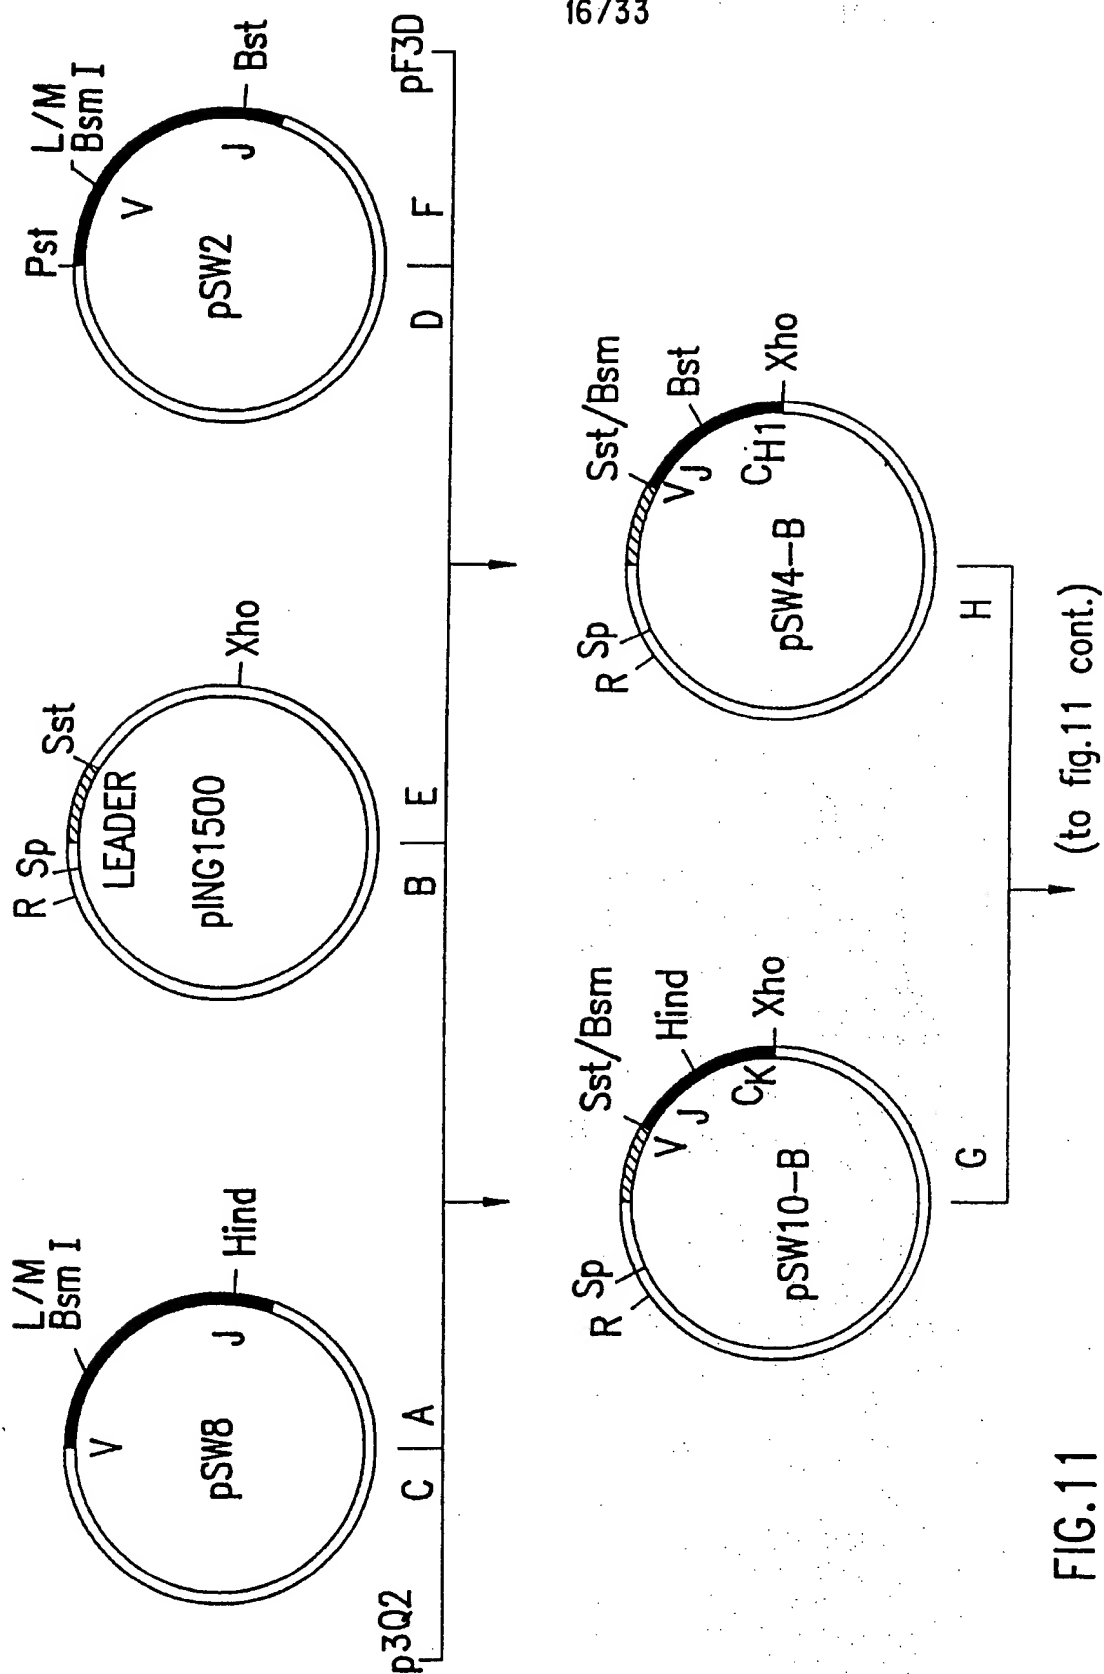 16/33
L/M
Bsm I
V
J
Hind
pSW8
R
Sp
Sst
LEADER
Xho
pING1500
Pst
L/M
Bsm I
V
J
Bst
pSW2
p3Q2
C
A
B
E
D
F
pF3D
R
Sp
Sst/Bsm
V
J
Hind
CK
Xho
pSW10-B
R
Sp
Sst/Bsm
V
J
Bst
CH1
Xho
pSW4-B
G
H
(to fig.11 cont.)
FIG.11